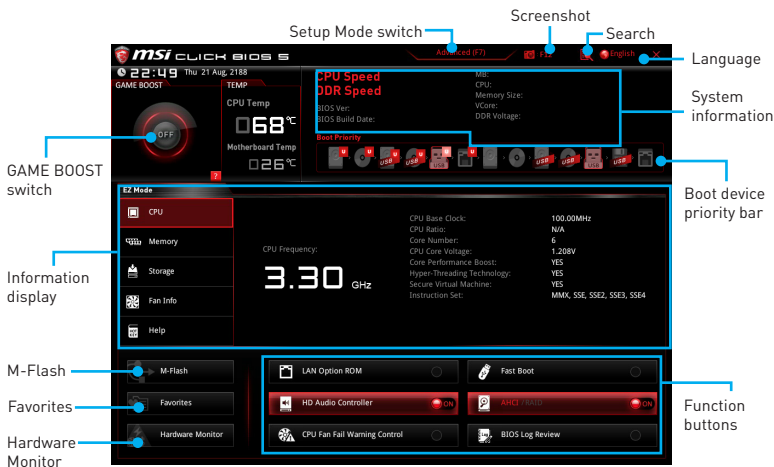 Setup Mode switch
Screenshot
Search
Language
System
information
Boot device
priority bar
GAME BOOST
switch
Information
display
M-Flash
Favorites
Hardware
Monitor
Function
buttons
msi CLICK BIOS 5
Advanced (F7)
F12
English
X
22:49 Thu 21 Aug, 2188
GAME BOOST
TEMP
OFF
CPU Temp
68°C
Motherboard Temp
26°C
?
CPU Speed
DDR Speed
BIOS Ver:
BIOS Build Date:
MB:
CPU:
Memory Size:
VCore:
DDR Voltage:
Boot Priority
U U U U U U
USB USB USB USB USB USB
EZ Mode
CPU
Memory
Storage
Fan Info
Help
CPU Frequency:
3.30 GHz
CPU Base Clock: 100.00MHz
CPU Ratio: N/A
Core Number: 6
CPU Core Voltage: 1.208V
Core Performance Boost: YES
Hyper-Threading Technology: YES
Secure Virtual Machine: YES
Instruction Set: MMX, SSE, SSE2, SSE3, SSE4
M-Flash
Favorites
Hardware Monitor
LAN Option ROM
Fast Boot
HD Audio Controller ON
AHCI / RAID ON
CPU Fan Fail Warning Control
BIOS Log Review